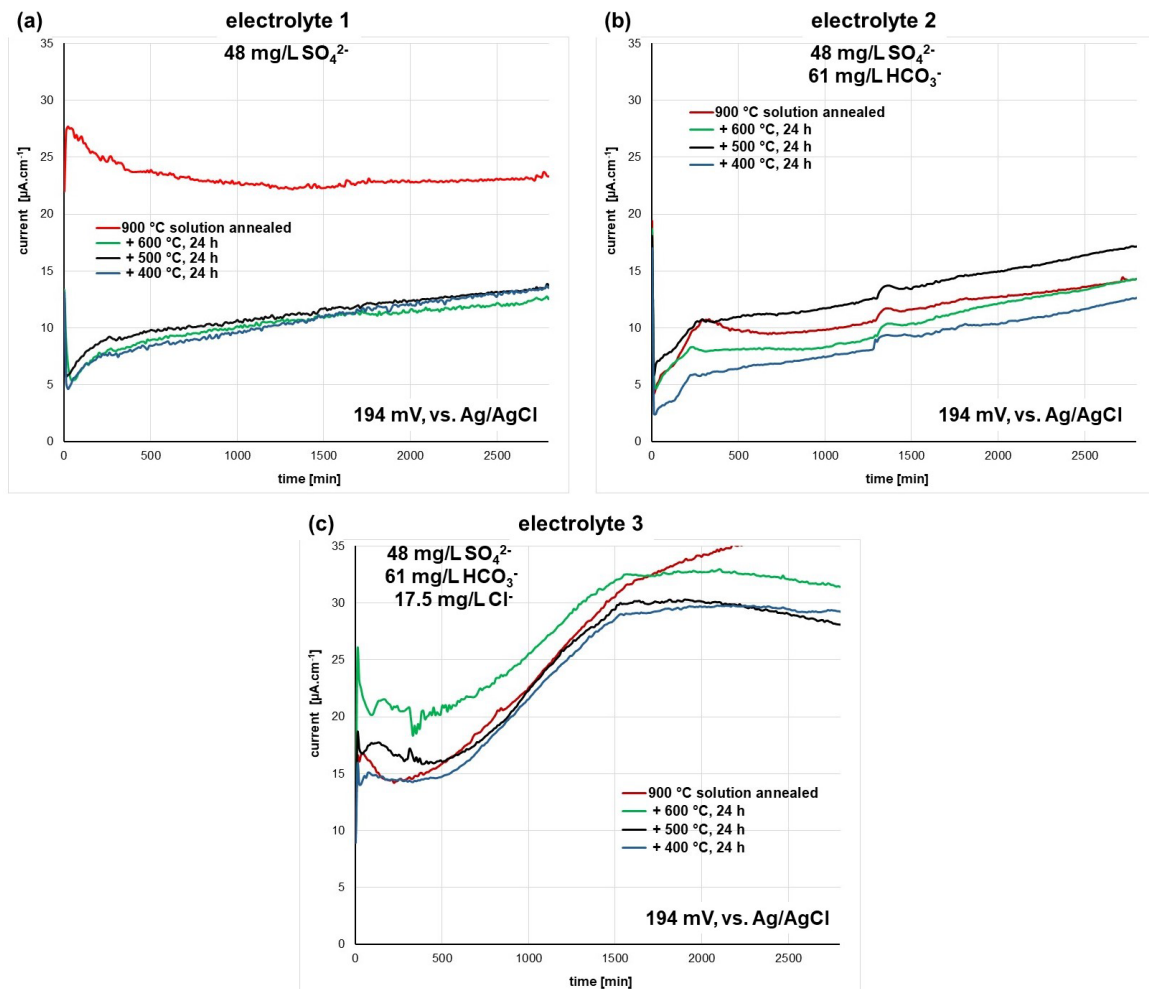 (a) electrolyte 1
48 mg/L SO₄²⁻
35
30
25
20
15
10
5
0
current [µA.cm⁻¹]
900 °C solution annealed
+ 600 °C, 24 h
+ 500 °C, 24 h
+ 400 °C, 24 h
194 mV, vs. Ag/AgCl
0 500 1000 1500 2000 2500
time [min]
(b) electrolyte 2
48 mg/L SO₄²⁻
61 mg/L HCO₃⁻
35
30
25
20
15
10
5
0
current [µA.cm⁻¹]
900 °C solution annealed
+ 600 °C, 24 h
+ 500 °C, 24 h
+ 400 °C, 24 h
194 mV, vs. Ag/AgCl
0 500 1000 1500 2000 2500
time [min]
(c) electrolyte 3
48 mg/L SO₄²⁻
61 mg/L HCO₃⁻
17.5 mg/L Cl⁻
35
30
25
20
15
10
5
0
current [µA.cm⁻¹]
900 °C solution annealed
+ 600 °C, 24 h
+ 500 °C, 24 h
+ 400 °C, 24 h
194 mV, vs. Ag/AgCl
0 500 1000 1500 2000 2500
time [min]